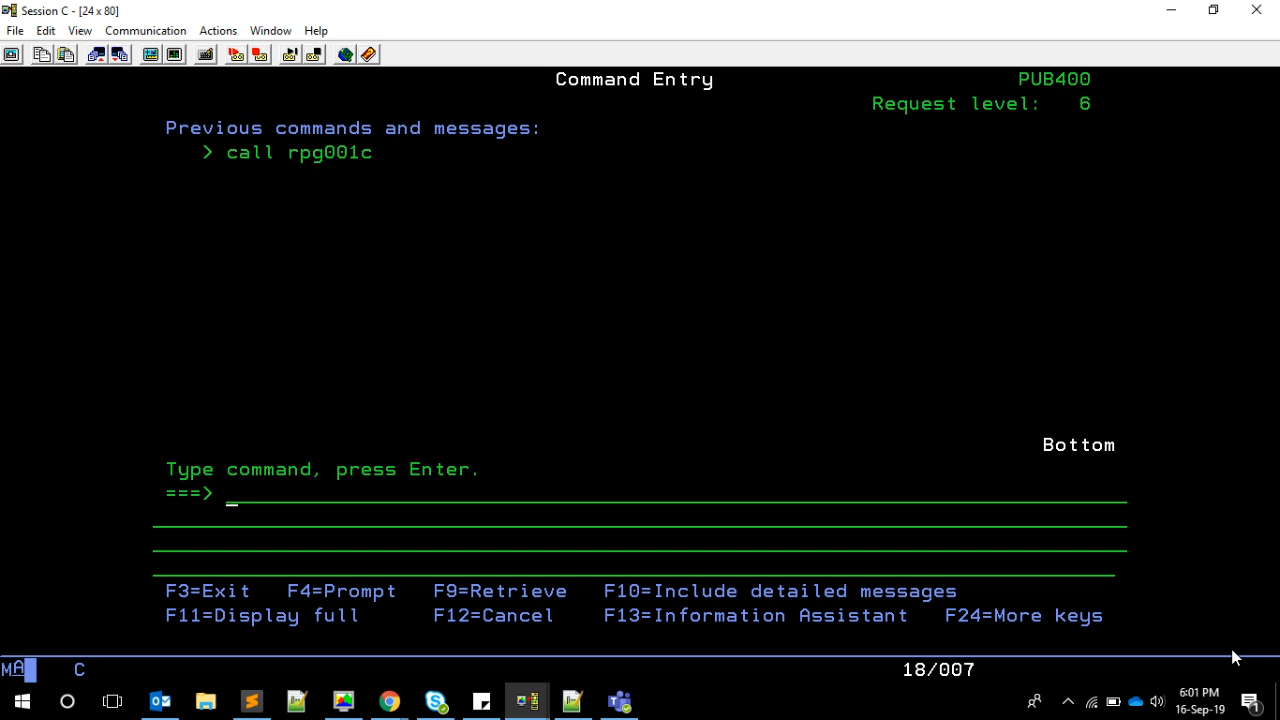 Session C - [24 x 80]
File Edit View Communication Actions Window Help
Command Entry PUB400
Request level: 6
Previous commands and messages:
> call rpg001c
Bottom
Type command, press Enter.
===>
F3=Exit F4=Prompt F9=Retrieve F10=Include detailed messages
F11=Display full F12=Cancel F13=Information Assistant F24=More keys
MA C 18/007
6:01 PM
16-Sep-19
1